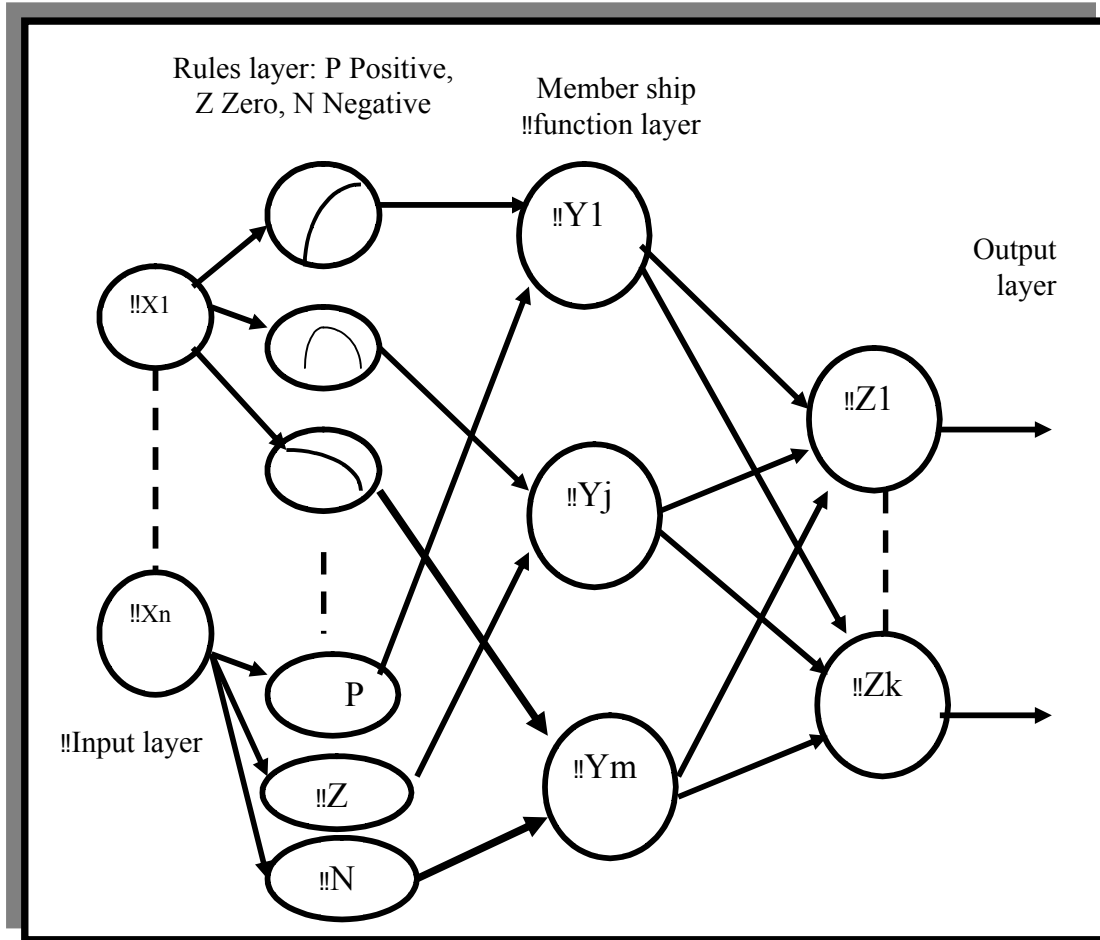 Rules layer: P Positive,
Z Zero, N Negative
Member ship
‼function layer
‼Y1
Output
layer
‼X1
‼Z1
‼Yj
‼Xn
P
‼Zk
‼Input layer
‼Ym
‼Z
‼N